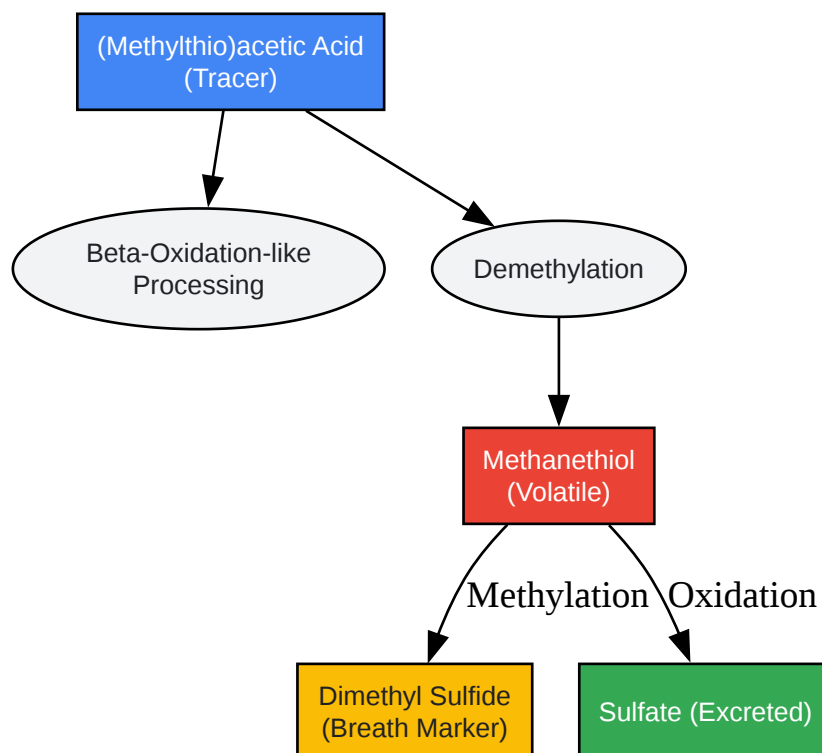 (Methylthio)acetic Acid
(Tracer)
Beta-Oxidation-like
Processing
Demethylation
Methanethiol
(Volatile)
Methylation
Oxidation
Dimethyl Sulfide
(Breath Marker)
Sulfate (Excreted)